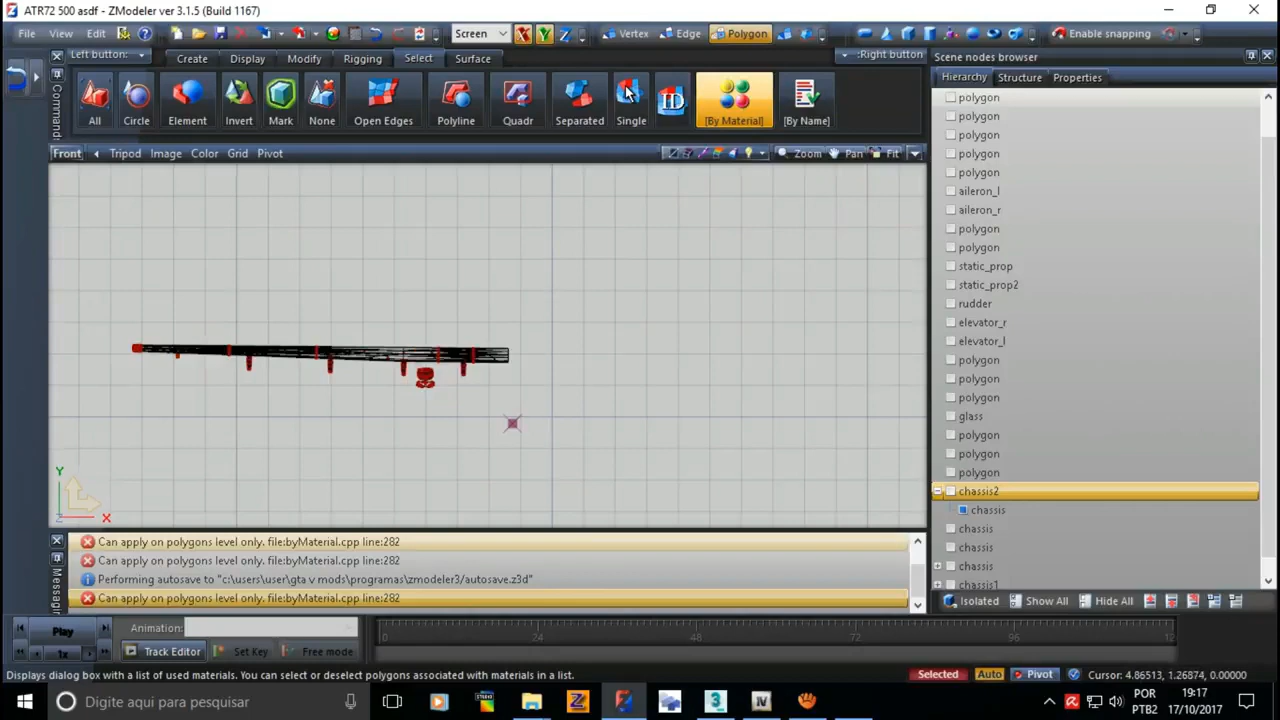 ATR72 500 asdf - ZModeler ver 3.1.5 (Build 1167)
File View Edit Screen X Y Z Vertex Edge Polygon Enable snapping
Left button: Create Display Modify Rigging Select Surface :Right button
Commands
All Circle Element Invert Mark None Open Edges Polyline Quadr Separated Single ID [By Material] [By Name]
Front Tripod Image Color Grid Pivot Zoom Pan Fit
Y
Z X
Scene nodes browser
Hierarchy Structure Properties
polygon
polygon
polygon
polygon
polygon
aileron_l
aileron_r
polygon
polygon
static_prop
static_prop2
rudder
elevator_r
elevator_l
polygon
polygon
polygon
glass
polygon
polygon
polygon
chassis2
chassis
chassis
chassis
chassis
chassis1
Isolated Show All Hide All
Can apply on polygons level only. file:byMaterial.cpp line:282
Can apply on polygons level only. file:byMaterial.cpp line:282
Performing autosave to "c:\users\user\gta v mods\programas\zmodeler3/autosave.z3d"
Can apply on polygons level only. file:byMaterial.cpp line:282
Play Animation:
1x Track Editor Set Key Free mode
0 24 48 72 96 12
Displays dialog box with a list of used materials. You can select or deselect polygons associated with materials in a list. Selected Auto Pivot Cursor: 4.86513, 1.26874, 0.00000
Digite aqui para pesquisar
POR
PTB2
19:17
17/10/2017